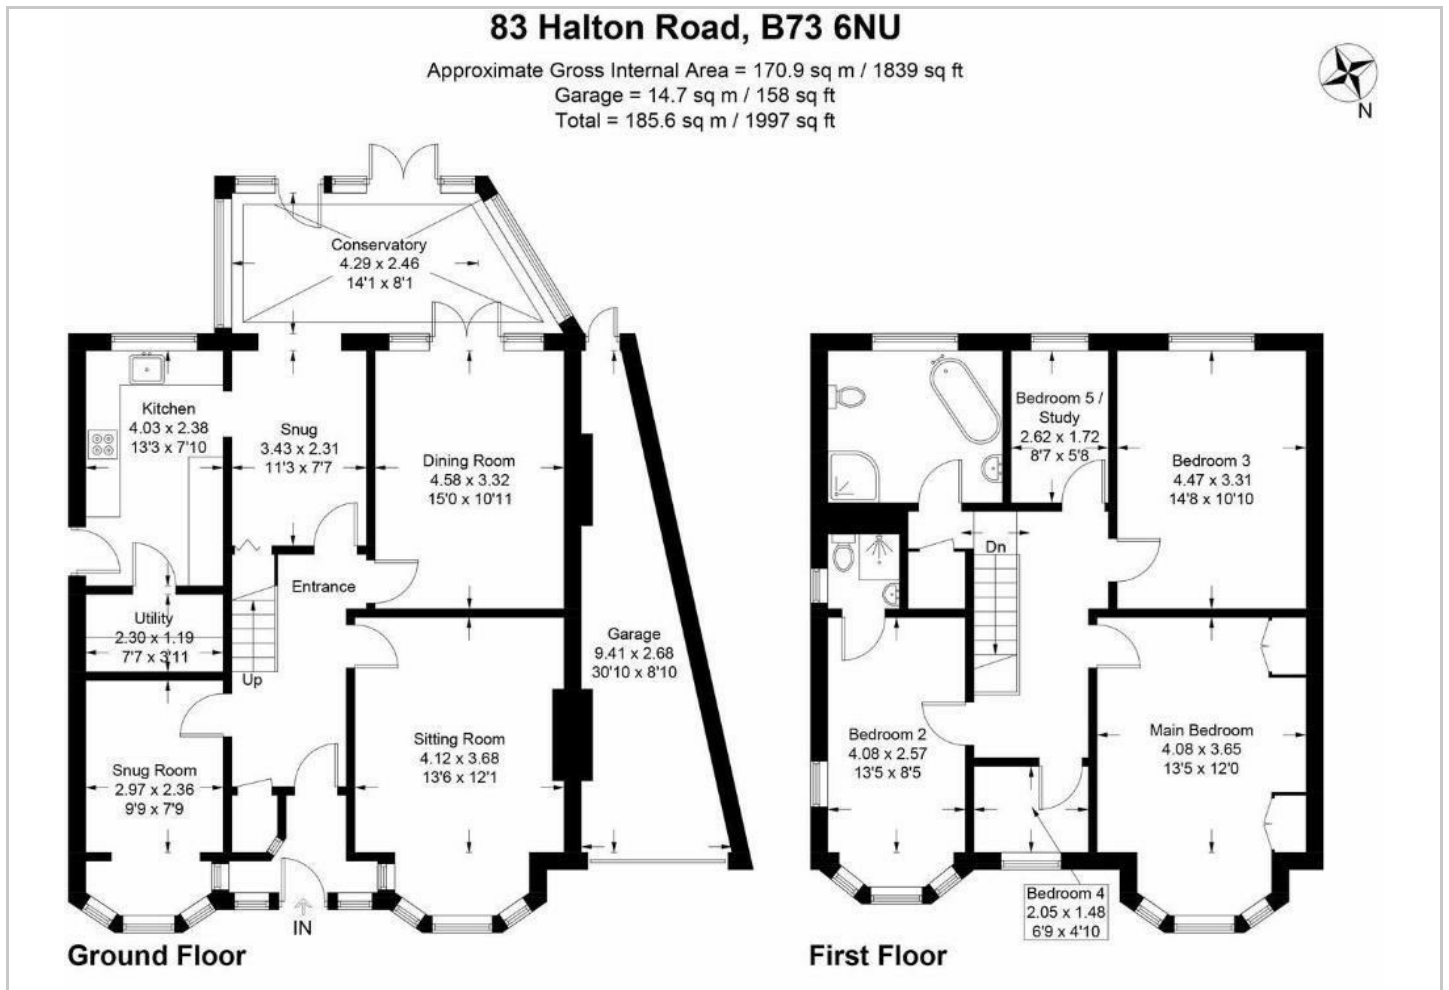 83 Halton Road, B73 6NU
Approximate Gross Internal Area = 170.9 sq m / 1839 sq ft
Garage = 14.7 sq m / 158 sq ft
Total = 185.6 sq m / 1997 sq ft
N
Conservatory
4.29 x 2.46
14'1 x 8'1
Kitchen
4.03 x 2.38
13'3 x 7'10
Snug
3.43 x 2.31
11'3 x 7'7
Dining Room
4.58 x 3.32
15'0 x 10'11
Entrance
Utility
2.30 x 1.19
7'7 x 3'11
Up
Garage
9.41 x 2.68
30'10 x 8'10
Snug Room
2.97 x 2.36
9'9 x 7'9
Sitting Room
4.12 x 3.68
13'6 x 12'1
IN
Ground Floor
Bedroom 5 /
Study
2.62 x 1.72
8'7 x 5'8
Bedroom 3
4.47 x 3.31
14'8 x 10'10
Dn
Bedroom 2
4.08 x 2.57
13'5 x 8'5
Main Bedroom
4.08 x 3.65
13'5 x 12'0
Bedroom 4
2.05 x 1.48
6'9 x 4'10
First Floor